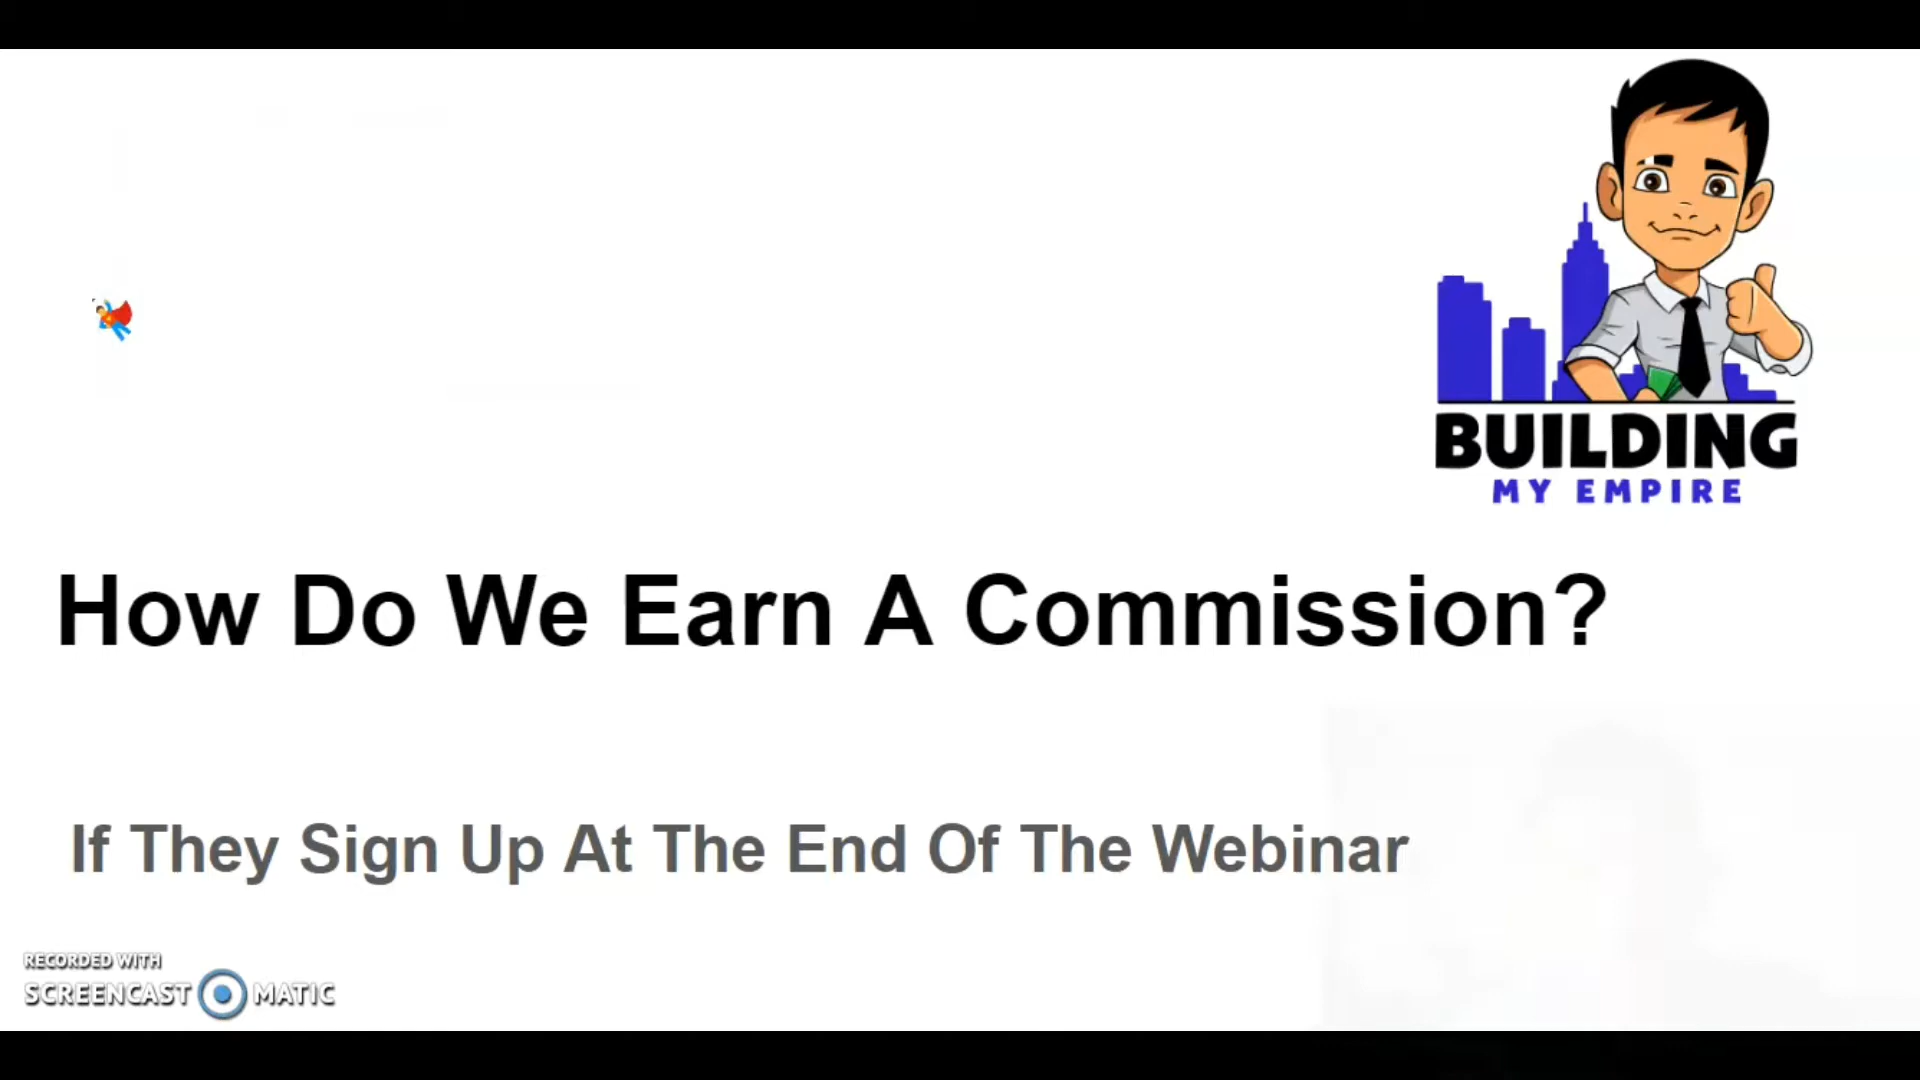 BUILDING
MY EMPIRE
How Do We Earn A Commission?
If They Sign Up At The End Of The Webinar
RECORDED WITH
SCREENCAST MATIC